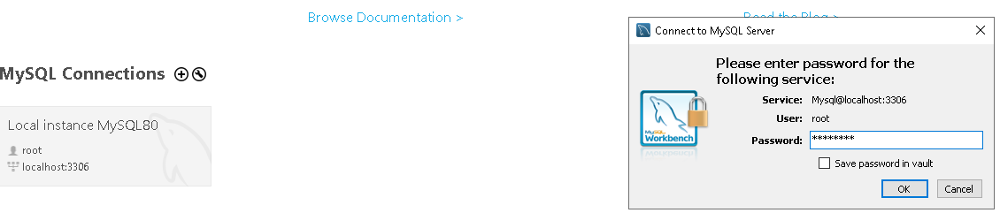 Browse Documentation >
Read the Blog >
MySQL Connections
Local instance MySQL80
root
localhost:3306
Connect to MySQL Server
Please enter password for the
following service:
Service: Mysql@localhost:3306
User: root
Password: ********
MySQL
Workbench
Save password in vault
OK Cancel